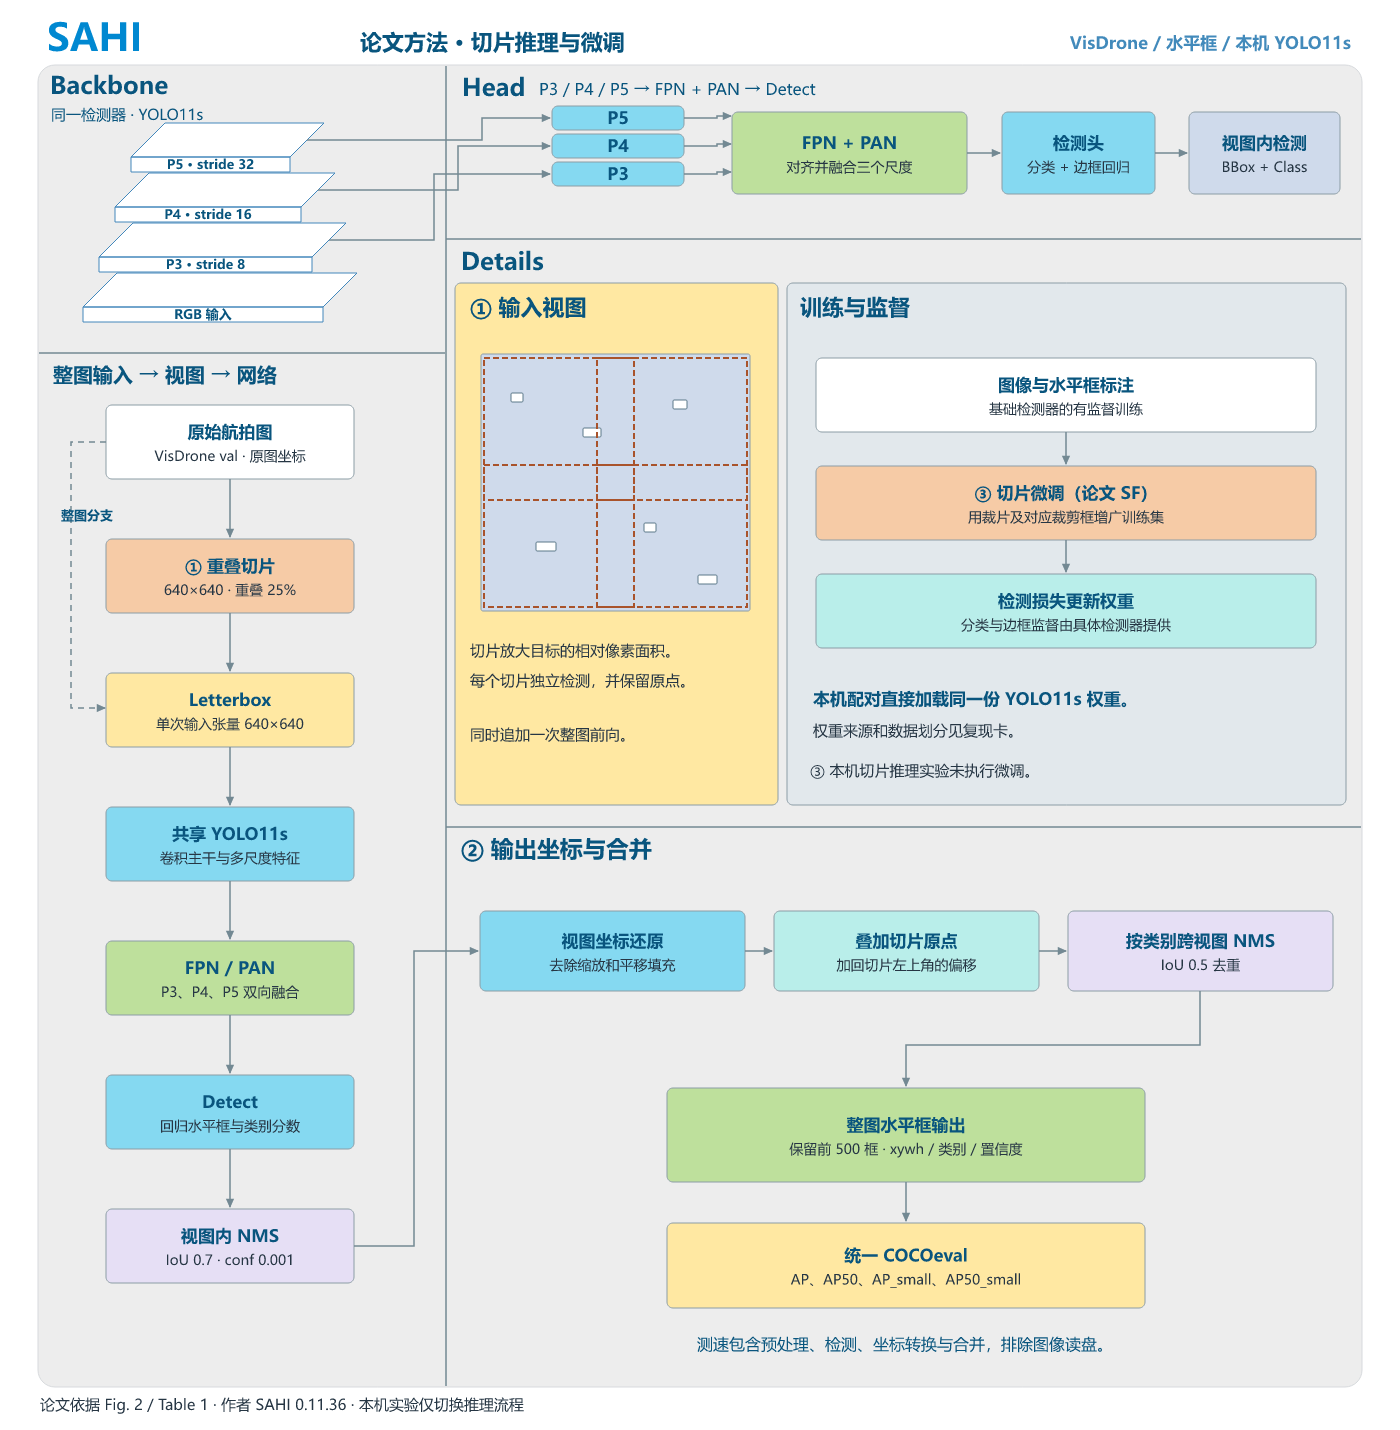 SAHI
论文方法 • 切片推理与微调
VisDrone / 水平框 / 本机 YOLO11s
Backbone
同一检测器 · YOLO11s
P5 • stride 32
P4 • stride 16
P3 • stride 8
RGB 输入
Head P3 / P4 / P5 → FPN + PAN → Detect
P5
P4
P3
FPN + PAN
对齐并融合三个尺度
检测头
分类 + 边框回归
视图内检测
BBox + Class
整图输入 → 视图 → 网络
原始航拍图
VisDrone val · 原图坐标
整图分支
① 重叠切片
640×640 · 重叠 25%
Letterbox
单次输入张量 640×640
共享 YOLO11s
卷积主干与多尺度特征
FPN / PAN
P3、P4、P5 双向融合
Detect
回归水平框与类别分数
视图内 NMS
IoU 0.7 · conf 0.001
Details
① 输入视图
切片放大目标的相对像素面积。
每个切片独立检测，并保留原点。
同时追加一次整图前向。
训练与监督
图像与水平框标注
基础检测器的有监督训练
③ 切片微调（论文 SF）
用裁片及对应裁剪框增广训练集
检测损失更新权重
分类与边框监督由具体检测器提供
本机配对直接加载同一份 YOLO11s 权重。
权重来源和数据划分见复现卡。
③ 本机切片推理实验未执行微调。
② 输出坐标与合并
视图坐标还原
去除缩放和平移填充
叠加切片原点
加回切片左上角的偏移
按类别跨视图 NMS
IoU 0.5 去重
整图水平框输出
保留前 500 框 · xywh / 类别 / 置信度
统一 COCOeval
AP、AP50、AP_small、AP50_small
测速包含预处理、检测、坐标转换与合并，排除图像读盘。
论文依据 Fig. 2 / Table 1 · 作者 SAHI 0.11.36 · 本机实验仅切换推理流程